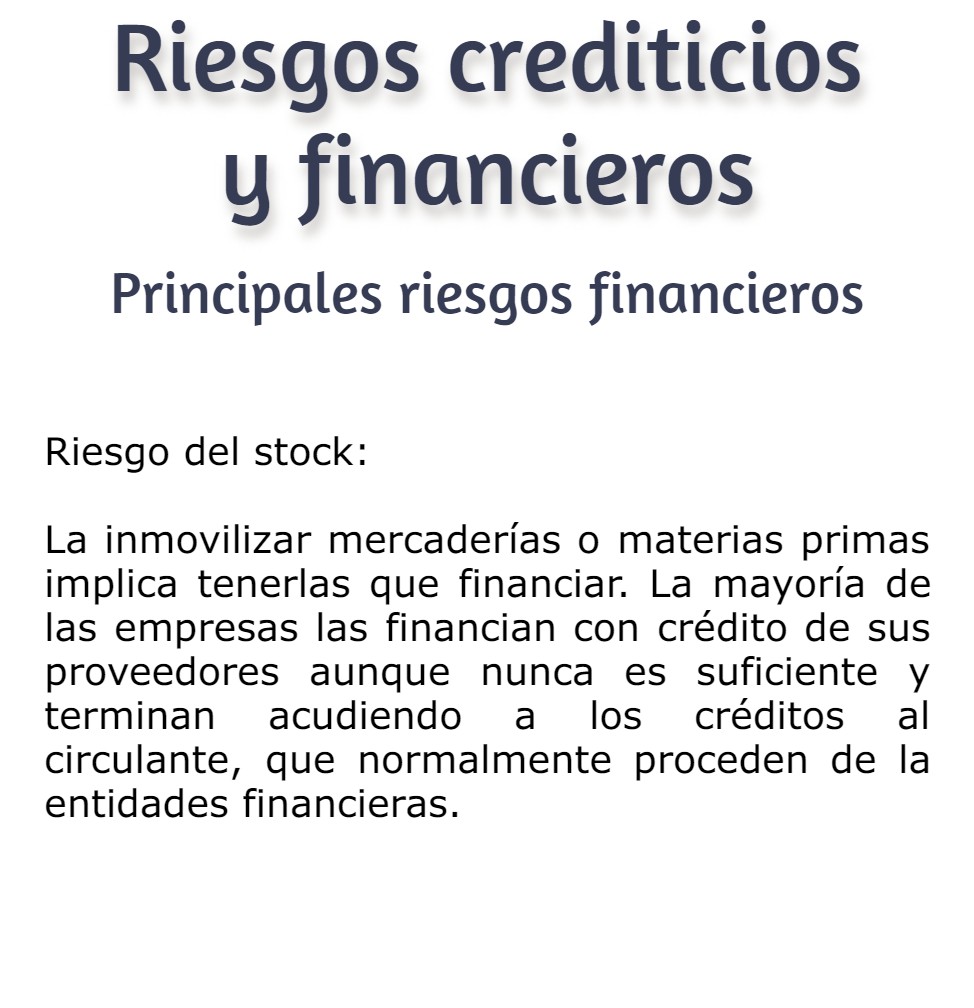 Riesgos crediticios
y financieros
Principales riesgos financieros
Riesgo del stock:
La inmovilizar mercaderías o materias primas
implica tenerlas que financiar. La mayoría de
las empresas las financian con crédito de sus
proveedores aunque nunca es suficiente y
terminan acudiendo a los créditos al
circulante, que normalmente proceden de la
entidades financieras.